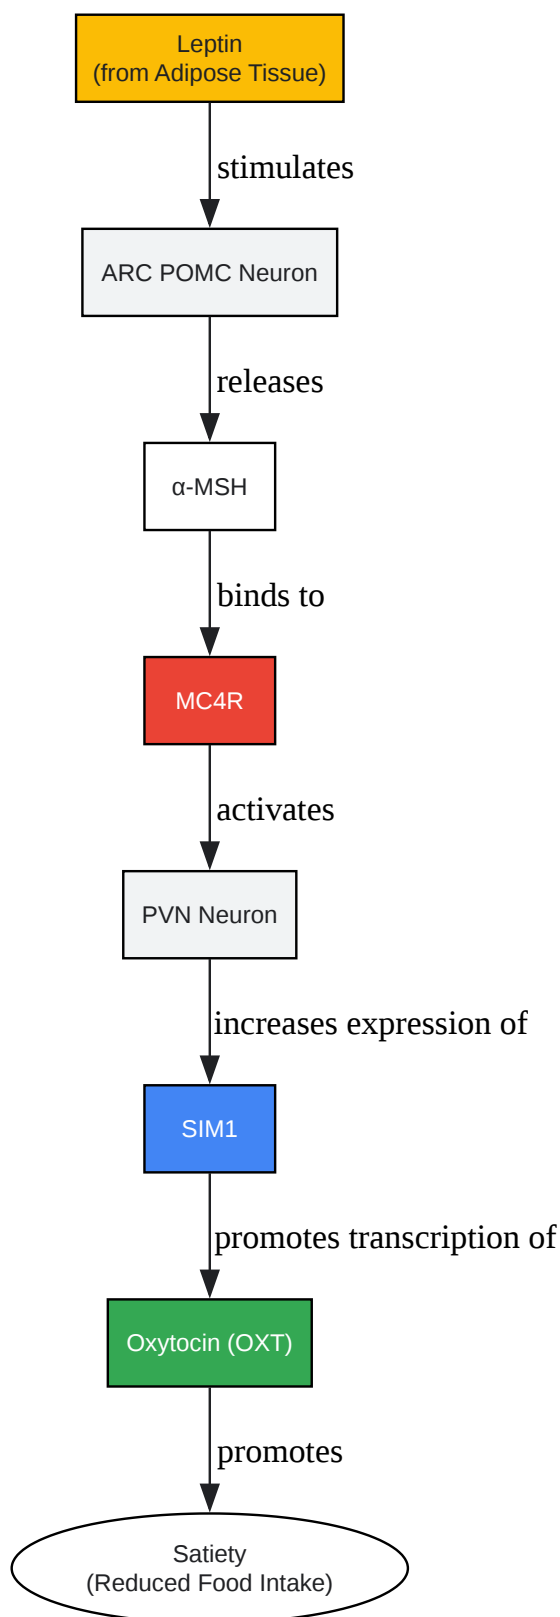 Leptin
(from Adipose Tissue)
stimulates
ARC POMC Neuron
releases
α-MSH
binds to
MC4R
activates
PVN Neuron
increases expression of
SIM1
promotes transcription of
Oxytocin (OXT)
promotes
Satiety
(Reduced Food Intake)